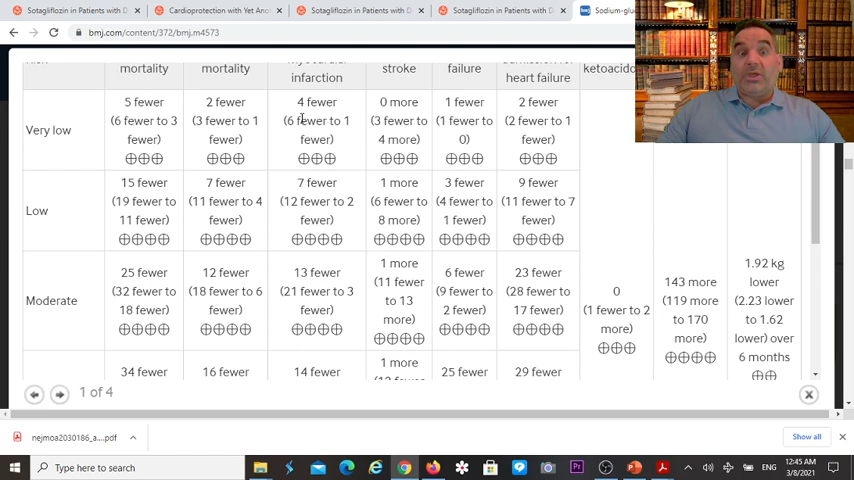 Sotagliflozin in Patients with D
Cardioprotection with Yet Ano
Sotagliflozin in Patients with D
Sotagliflozin in Patients with D
bmj
Sodium-glu
bmj.com/content/372/bmj.m4573
mortality
mortality
infarction
stroke
failure
heart failure
ketoacido
Very low
5 fewer
(6 fewer to 3
fewer)
2 fewer
(3 fewer to 1
fewer)
4 fewer
(6 fewer to 1
fewer)
0 more
(3 fewer to
4 more)
1 fewer
(1 fewer to
0)
2 fewer
(2 fewer to 1
fewer)
Low
15 fewer
(19 fewer to
11 fewer)
7 fewer
(11 fewer to 4
fewer)
7 fewer
(12 fewer to 2
fewer)
1 more
(6 fewer to
8 more)
3 fewer
(4 fewer to
1 fewer)
9 fewer
(11 fewer to 7
fewer)
Moderate
25 fewer
(32 fewer to
18 fewer)
12 fewer
(18 fewer to 6
fewer)
13 fewer
(21 fewer to 3
fewer)
1 more
(11 fewer
to 13
more)
6 fewer
(9 fewer to
2 fewer)
23 fewer
(28 fewer to
17 fewer)
0
(1 fewer to 2
more)
143 more
(119 more
to 170
more)
1.92 kg
lower
(2.23 lower
to 1.62
lower) over
6 months
34 fewer
16 fewer
14 fewer
1 more
25 fewer
29 fewer
1 of 4
nejmoa2030186_a....pdf
Show all
Type here to search
Pr
ENG
12:45 AM
3/8/2021